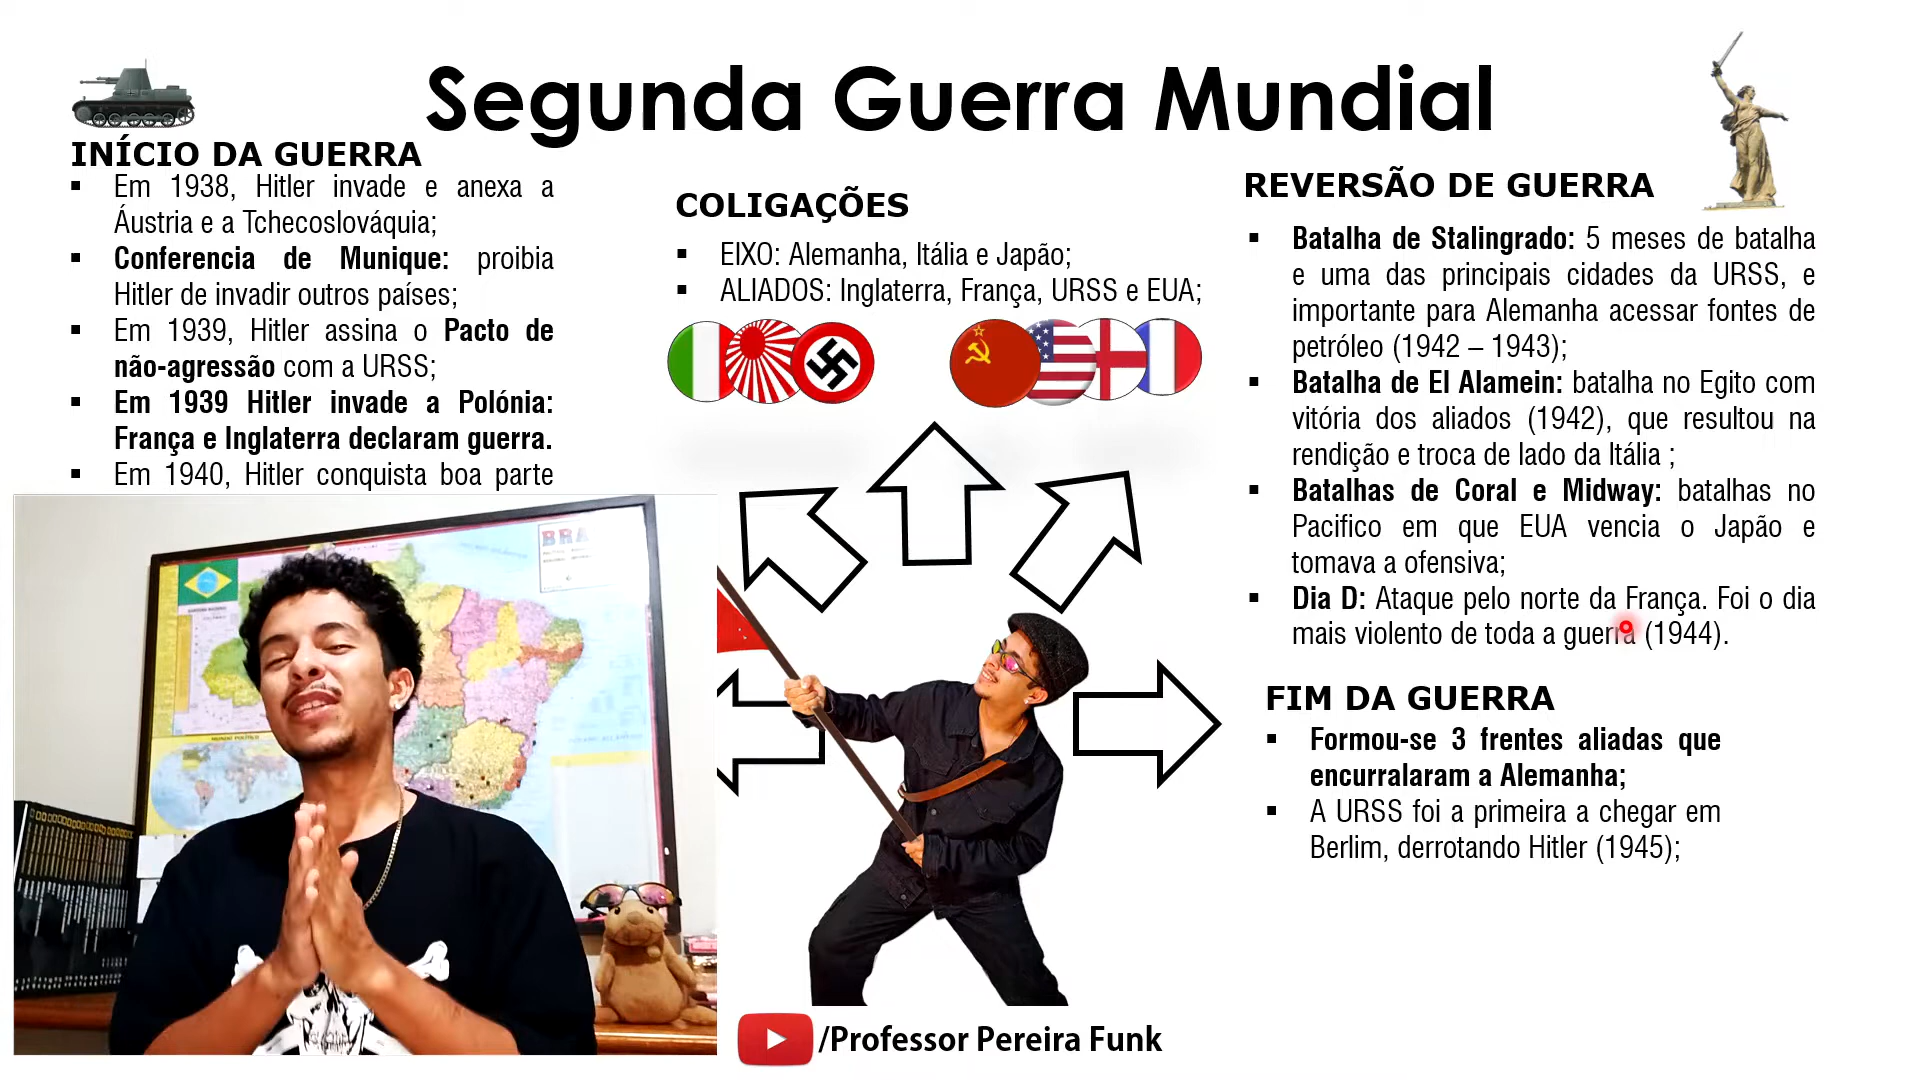 Segunda Guerra Mundial
INÍCIO DA GUERRA
▪ Em 1938, Hitler invade e anexa a
Áustria e a Tchecoslováquia;
▪ Conferencia de Munique: proibia
Hitler de invadir outros países;
▪ Em 1939, Hitler assina o Pacto de
não-agressão com a URSS;
▪ Em 1939 Hitler invade a Polónia:
França e Inglaterra declaram guerra.
▪ Em 1940, Hitler conquista boa parte
COLIGAÇÕES
▪ EIXO: Alemanha, Itália e Japão;
▪ ALIADOS: Inglaterra, França, URSS e EUA;
REVERSÃO DE GUERRA
▪ Batalha de Stalingrado: 5 meses de batalha
e uma das principais cidades da URSS, e
importante para Alemanha acessar fontes de
petróleo (1942 – 1943);
▪ Batalha de El Alamein: batalha no Egito com
vitória dos aliados (1942), que resultou na
rendição e troca de lado da Itália ;
▪ Batalhas de Coral e Midway: batalhas no
Pacifico em que EUA vencia o Japão e
tomava a ofensiva;
▪ Dia D: Ataque pelo norte da França. Foi o dia
mais violento de toda a guerra (1944).
FIM DA GUERRA
▪ Formou-se 3 frentes aliadas que
encurralaram a Alemanha;
▪ A URSS foi a primeira a chegar em
Berlim, derrotando Hitler (1945);
BRA
MUNDO POLÍTICO
/Professor Pereira Funk